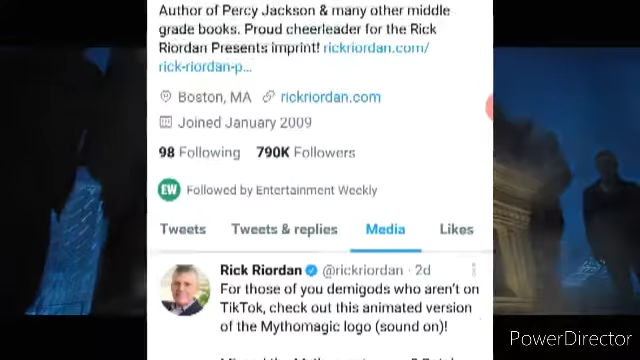 Author of Percy Jackson & many other middle
grade books. Proud cheerleader for the Rick
Riordan Presents imprint! rickriordan.com/
rick-riordan-p...
Boston, MA rickriordan.com
Joined January 2009
98 Following 790K Followers
EW Followed by Entertainment Weekly
Tweets Tweets & replies Media Likes
Rick Riordan @rickriordan · 2d
For those of you demigods who aren't on
TikTok, check out this animated version
of the Mythomagic logo (sound on)!
PowerDirector